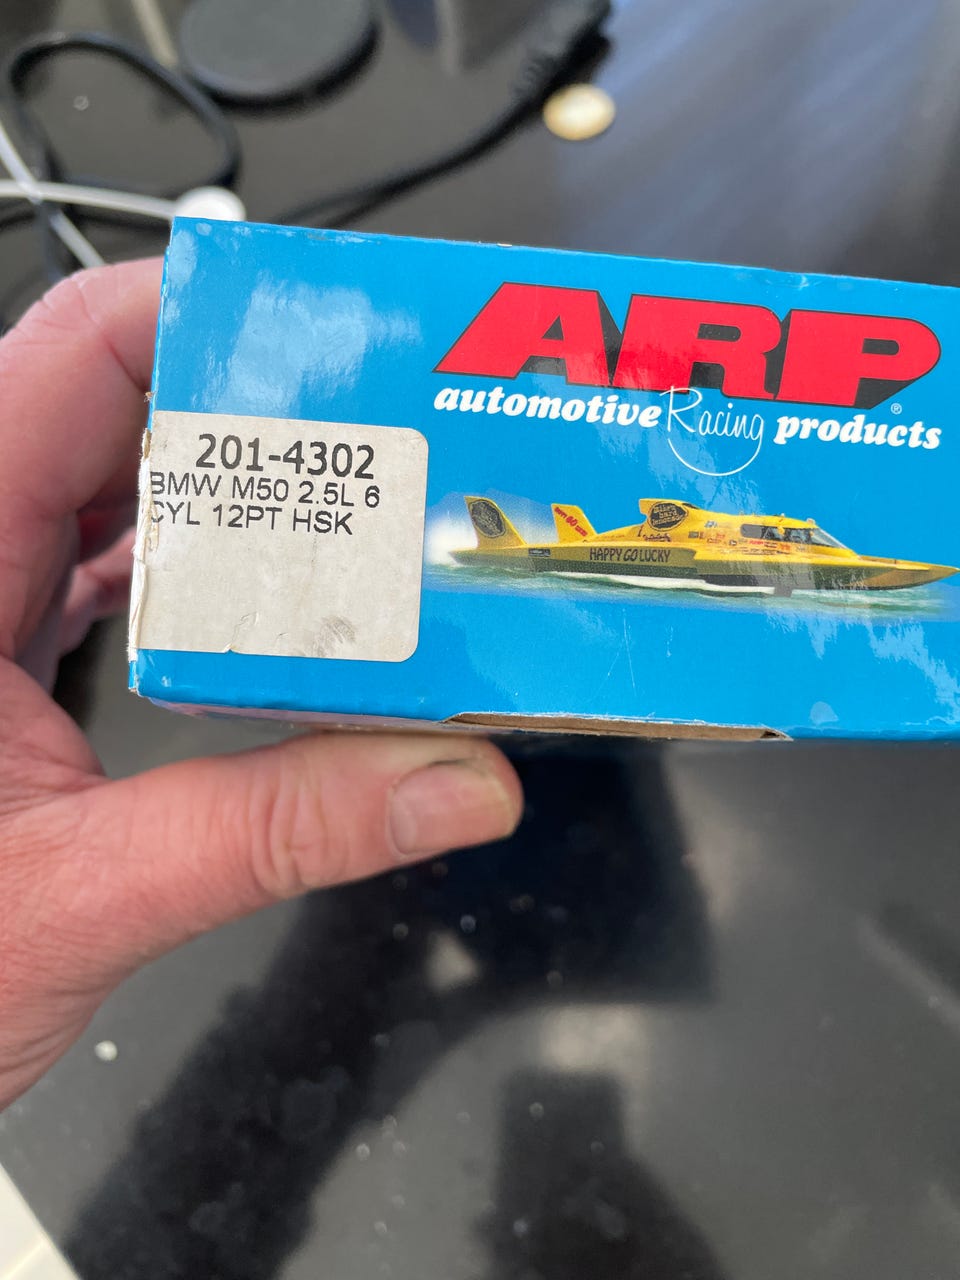 ARP®
automotive Racing products
201-4302
BMW M50 2.5L 6
CYL 12PT HSK
HAPPY GO LUCKY